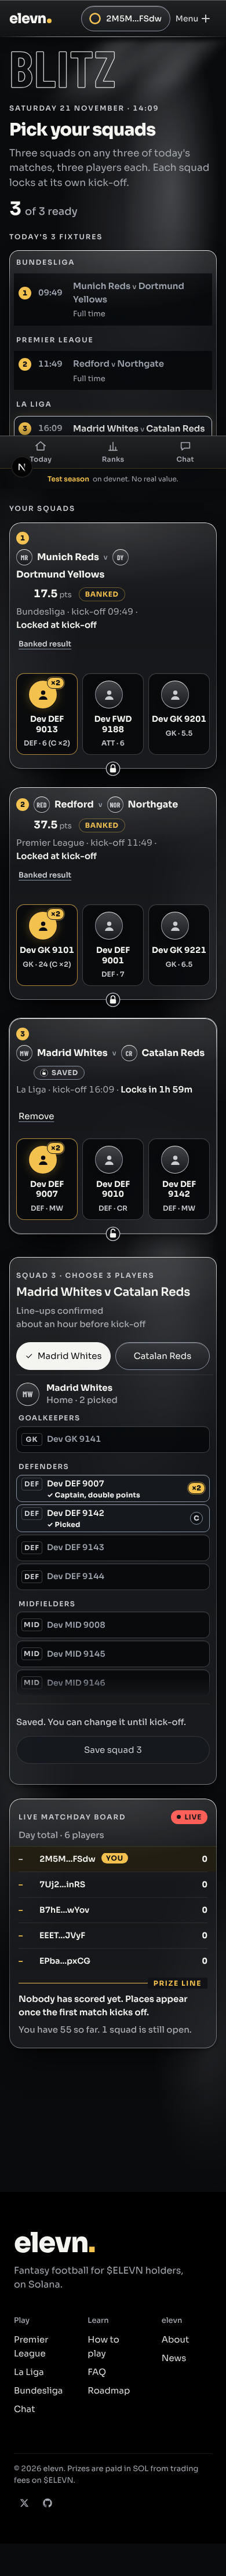 elevn.
2M5M...FSdw
Menu
BLITZ
SATURDAY 21 NOVEMBER · 14:09
Pick your squads
Three squads on any three of today's
matches, three players each. Each squad
locks at its own kick-off.
3 of 3 ready
TODAY'S 3 FIXTURES
BUNDESLIGA
1 09:49 Munich Reds v Dortmund
Yellows
Full time
PREMIER LEAGUE
2 11:49 Redford v Northgate
Full time
LA LIGA
3 16:09 Madrid Whites v Catalan Reds
Today Ranks Chat
N
Test season on devnet. No real value.
YOUR SQUADS
1
MR Munich Reds v DY
Dortmund Yellows
17.5 pts BANKED
Bundesliga · kick-off 09:49 ·
Locked at kick-off
Banked result
×2
Dev DEF
9013
DEF · 6 (C ×2)
Dev FWD
9188
ATT · 6
Dev GK 9201
GK · 5.5
2 RED Redford v NOR Northgate
37.5 pts BANKED
Premier League · kick-off 11:49 ·
Locked at kick-off
Banked result
×2
Dev GK 9101
GK · 24 (C ×2)
Dev DEF
9001
DEF · 7
Dev GK 9221
GK · 6.5
3
MW Madrid Whites v CR Catalan Reds
SAVED
La Liga · kick-off 16:09 · Locks in 1h 59m
Remove
×2
Dev DEF
9007
DEF · MW
Dev DEF
9010
DEF · CR
Dev DEF
9142
DEF · MW
SQUAD 3 · CHOOSE 3 PLAYERS
Madrid Whites v Catalan Reds
Line-ups confirmed
about an hour before kick-off
✓ Madrid Whites
Catalan Reds
MW Madrid Whites
Home · 2 picked
GOALKEEPERS
GK Dev GK 9141
DEFENDERS
DEF Dev DEF 9007 ×2
✓ Captain, double points
DEF Dev DEF 9142 C
✓ Picked
DEF Dev DEF 9143
DEF Dev DEF 9144
MIDFIELDERS
MID Dev MID 9008
MID Dev MID 9145
MID Dev MID 9146
Saved. You can change it until kick-off.
Save squad 3
LIVE MATCHDAY BOARD LIVE
Day total · 6 players
– 2M5M...FSdw YOU 0
– 7Uj2...inRS 0
– B7hE...wYov 0
– EEET...JVyF 0
– EPba...pxCG 0
PRIZE LINE
Nobody has scored yet. Places appear
once the first match kicks off.
You have 55 so far. 1 squad is still open.
elevn.
Fantasy football for $ELEVN holders,
on Solana.
Play Learn elevn
Premier
League
La Liga
Bundesliga
Chat
How to
play
FAQ
Roadmap
About
News
© 2026 elevn. Prizes are paid in SOL from trading
fees on $ELEVN.